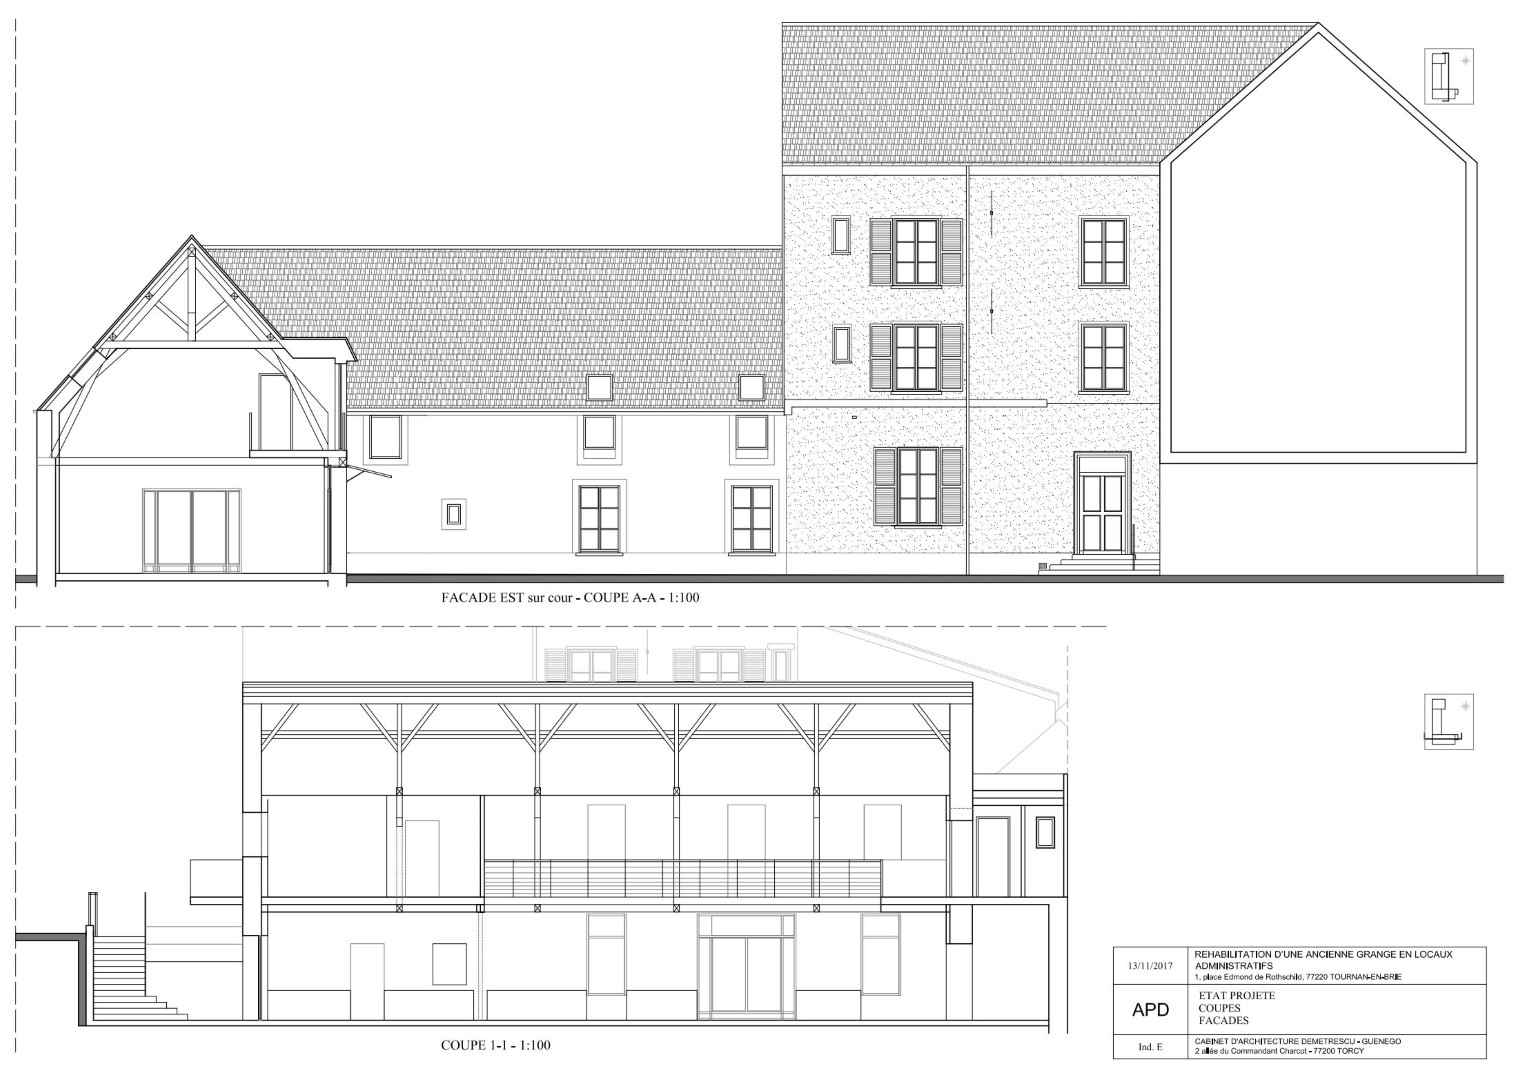 FACADE EST sur cour - COUPE A-A - 1:100
COUPE 1-1 - 1:100
13/11/2017
REHABILITATION D'UNE ANCIENNE GRANGE EN LOCAUX
ADMINISTRATIFS
1, place Edmond de Rothschild, 77220 TOURNAN-EN-BRIE
APD
ETAT PROJETE
COUPES
FACADES
Ind. E
CABINET D'ARCHITECTURE DEMETRESCU - GUENEGO
2 allée du Commandant Charcot - 77200 TORCY